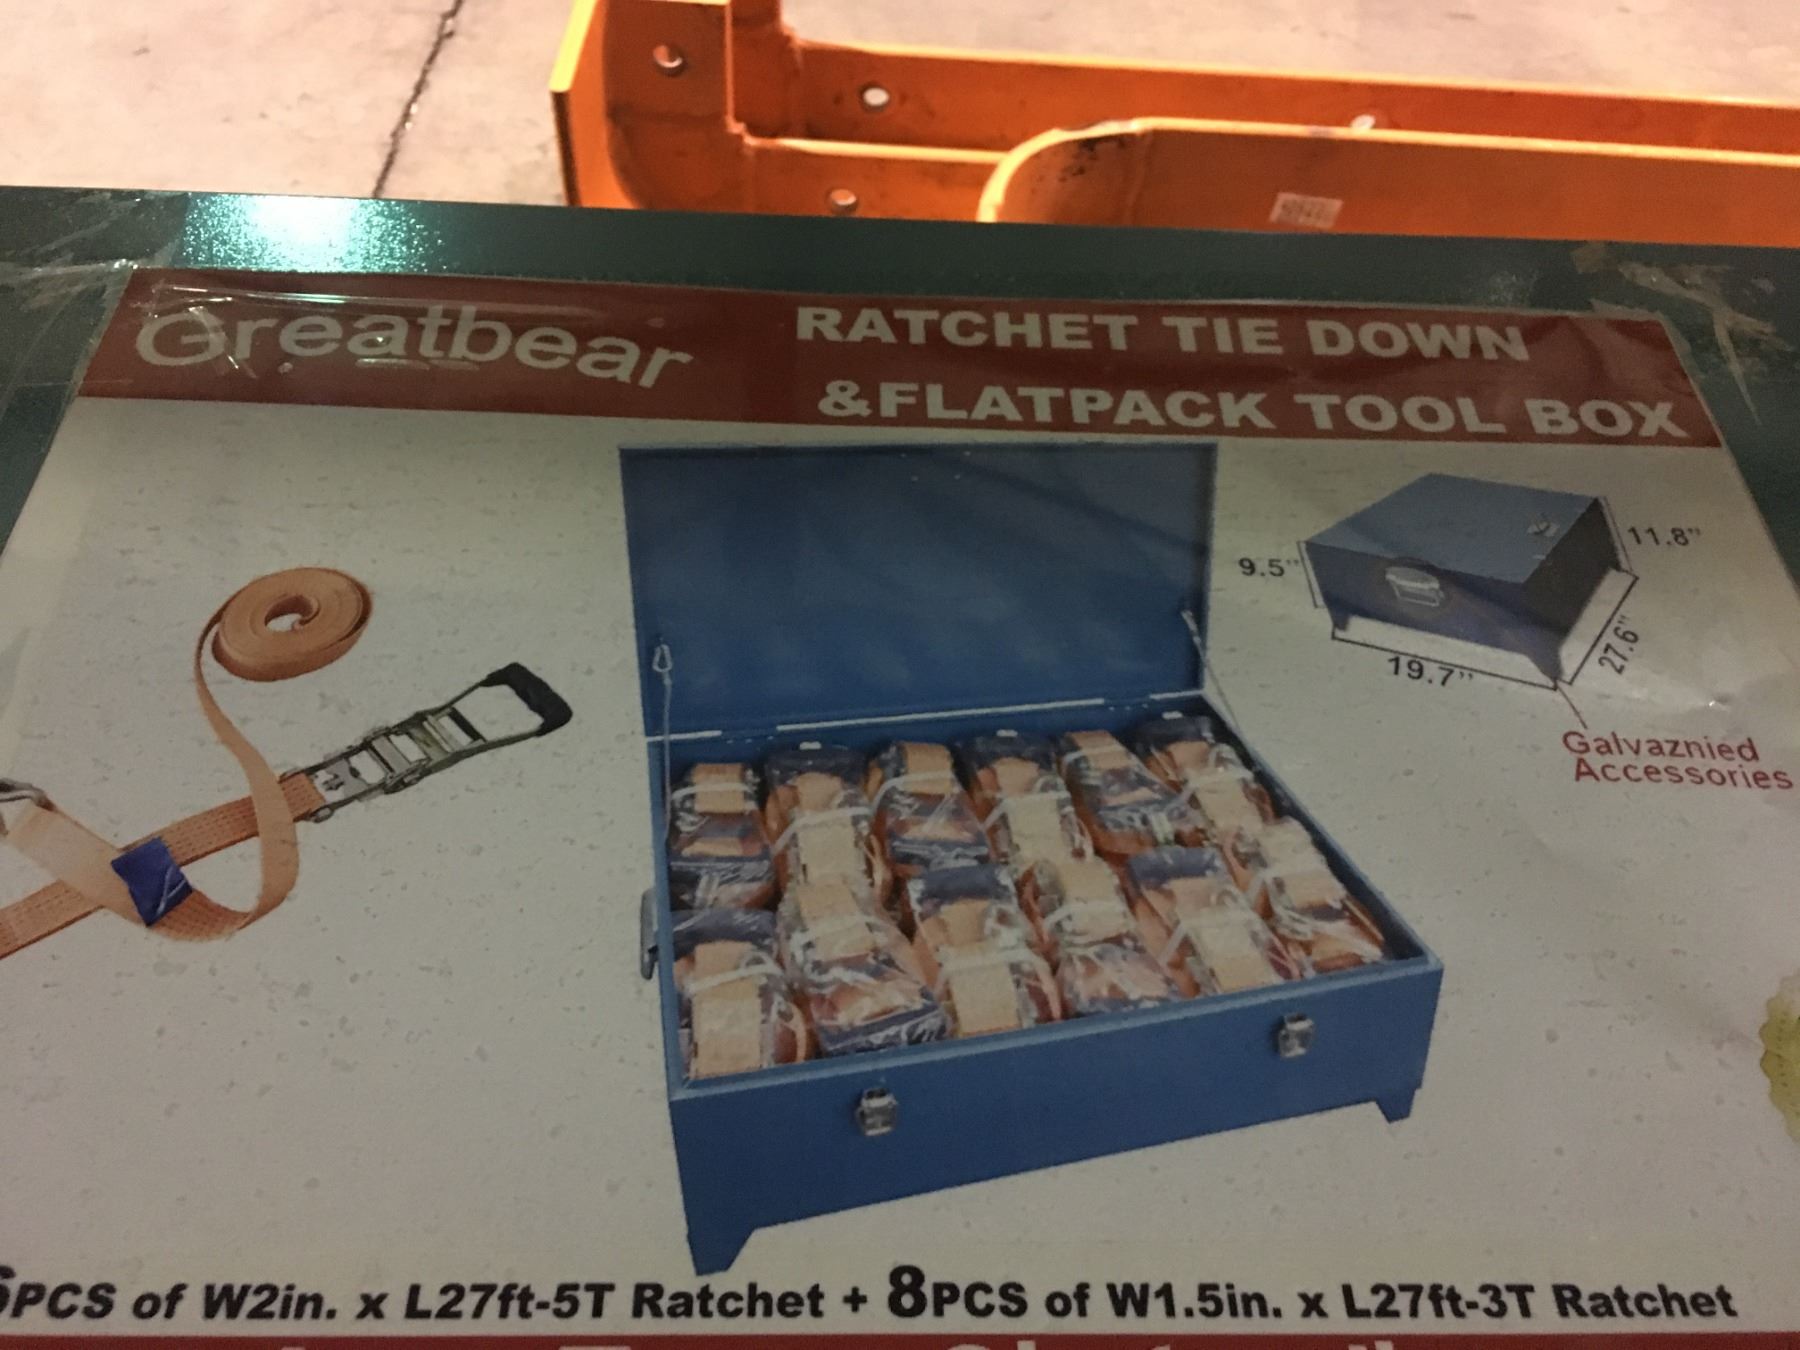 Greatbear
RATCHET TIE DOWN
&FLATPACK TOOL BOX
9.5"
11.8"
19.7"
27.6"
Galvaznied
Accessories
PCS of W2in. x L27ft-5T Ratchet + 8PCS of W1.5in. x L27ft-3T Ratchet